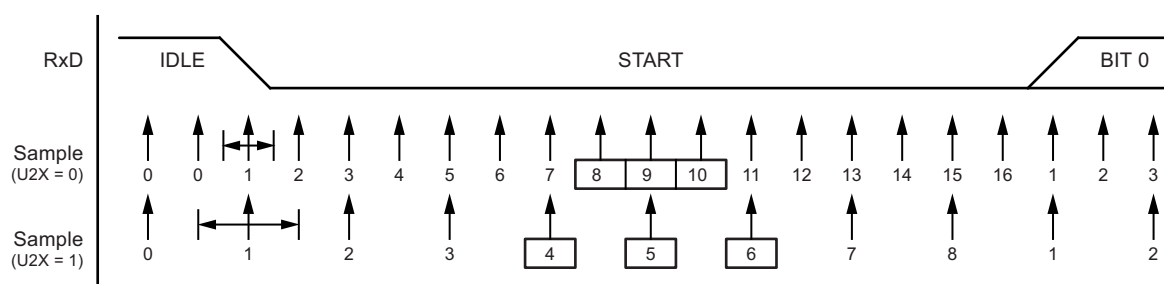 RxD IDLE START BIT 0
Sample
(U2X = 0)
0 0 1 2 3 4 5 6 7 8 9 10 11 12 13 14 15 16 1 2 3
Sample
(U2X = 1)
0 1 2 3 4 5 6 7 8 1 2